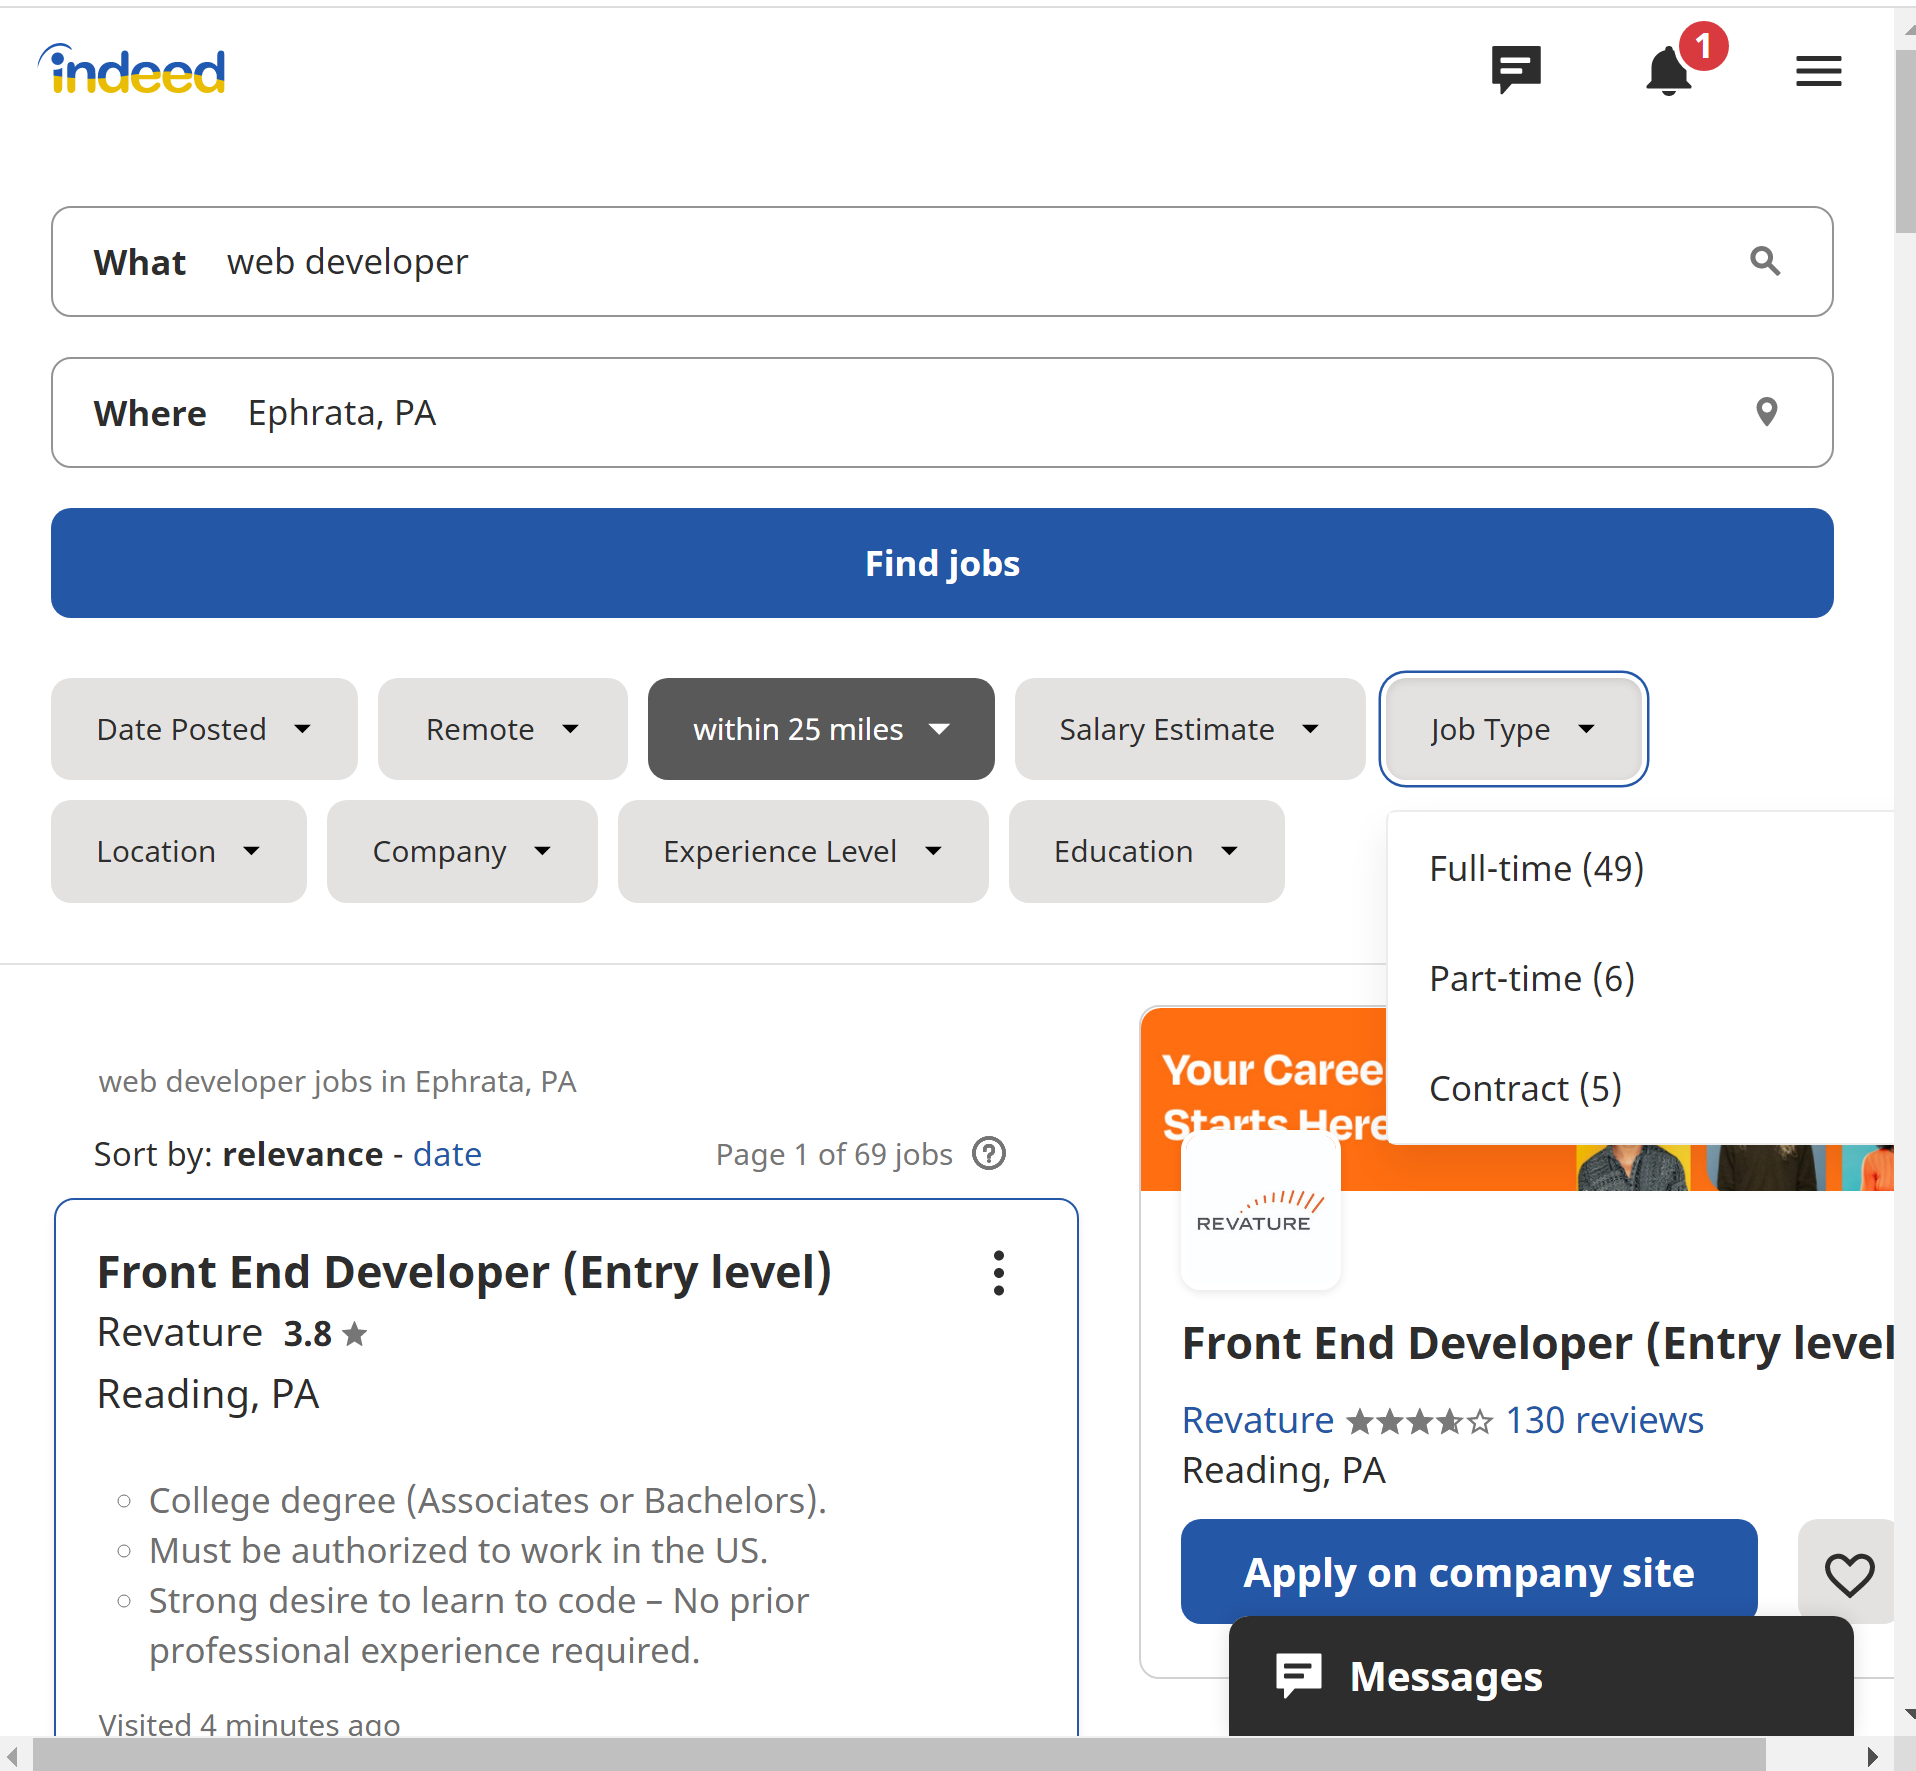 indeed
1
What web developer
Where Ephrata, PA
Find jobs
Date Posted
Remote
within 25 miles
Salary Estimate
Job Type
Location
Company
Experience Level
Education
Full-time (49)
Part-time (6)
Contract (5)
web developer jobs in Ephrata, PA
Sort by: relevance - date
Page 1 of 69 jobs
Front End Developer (Entry level)
Revature 3.8
Reading, PA
College degree (Associates or Bachelors).
Must be authorized to work in the US.
Strong desire to learn to code – No prior
professional experience required.
Visited 4 minutes ago
Your Caree
Starts Here
REVATURE
Front End Developer (Entry level
Revature 130 reviews
Reading, PA
Apply on company site
Messages